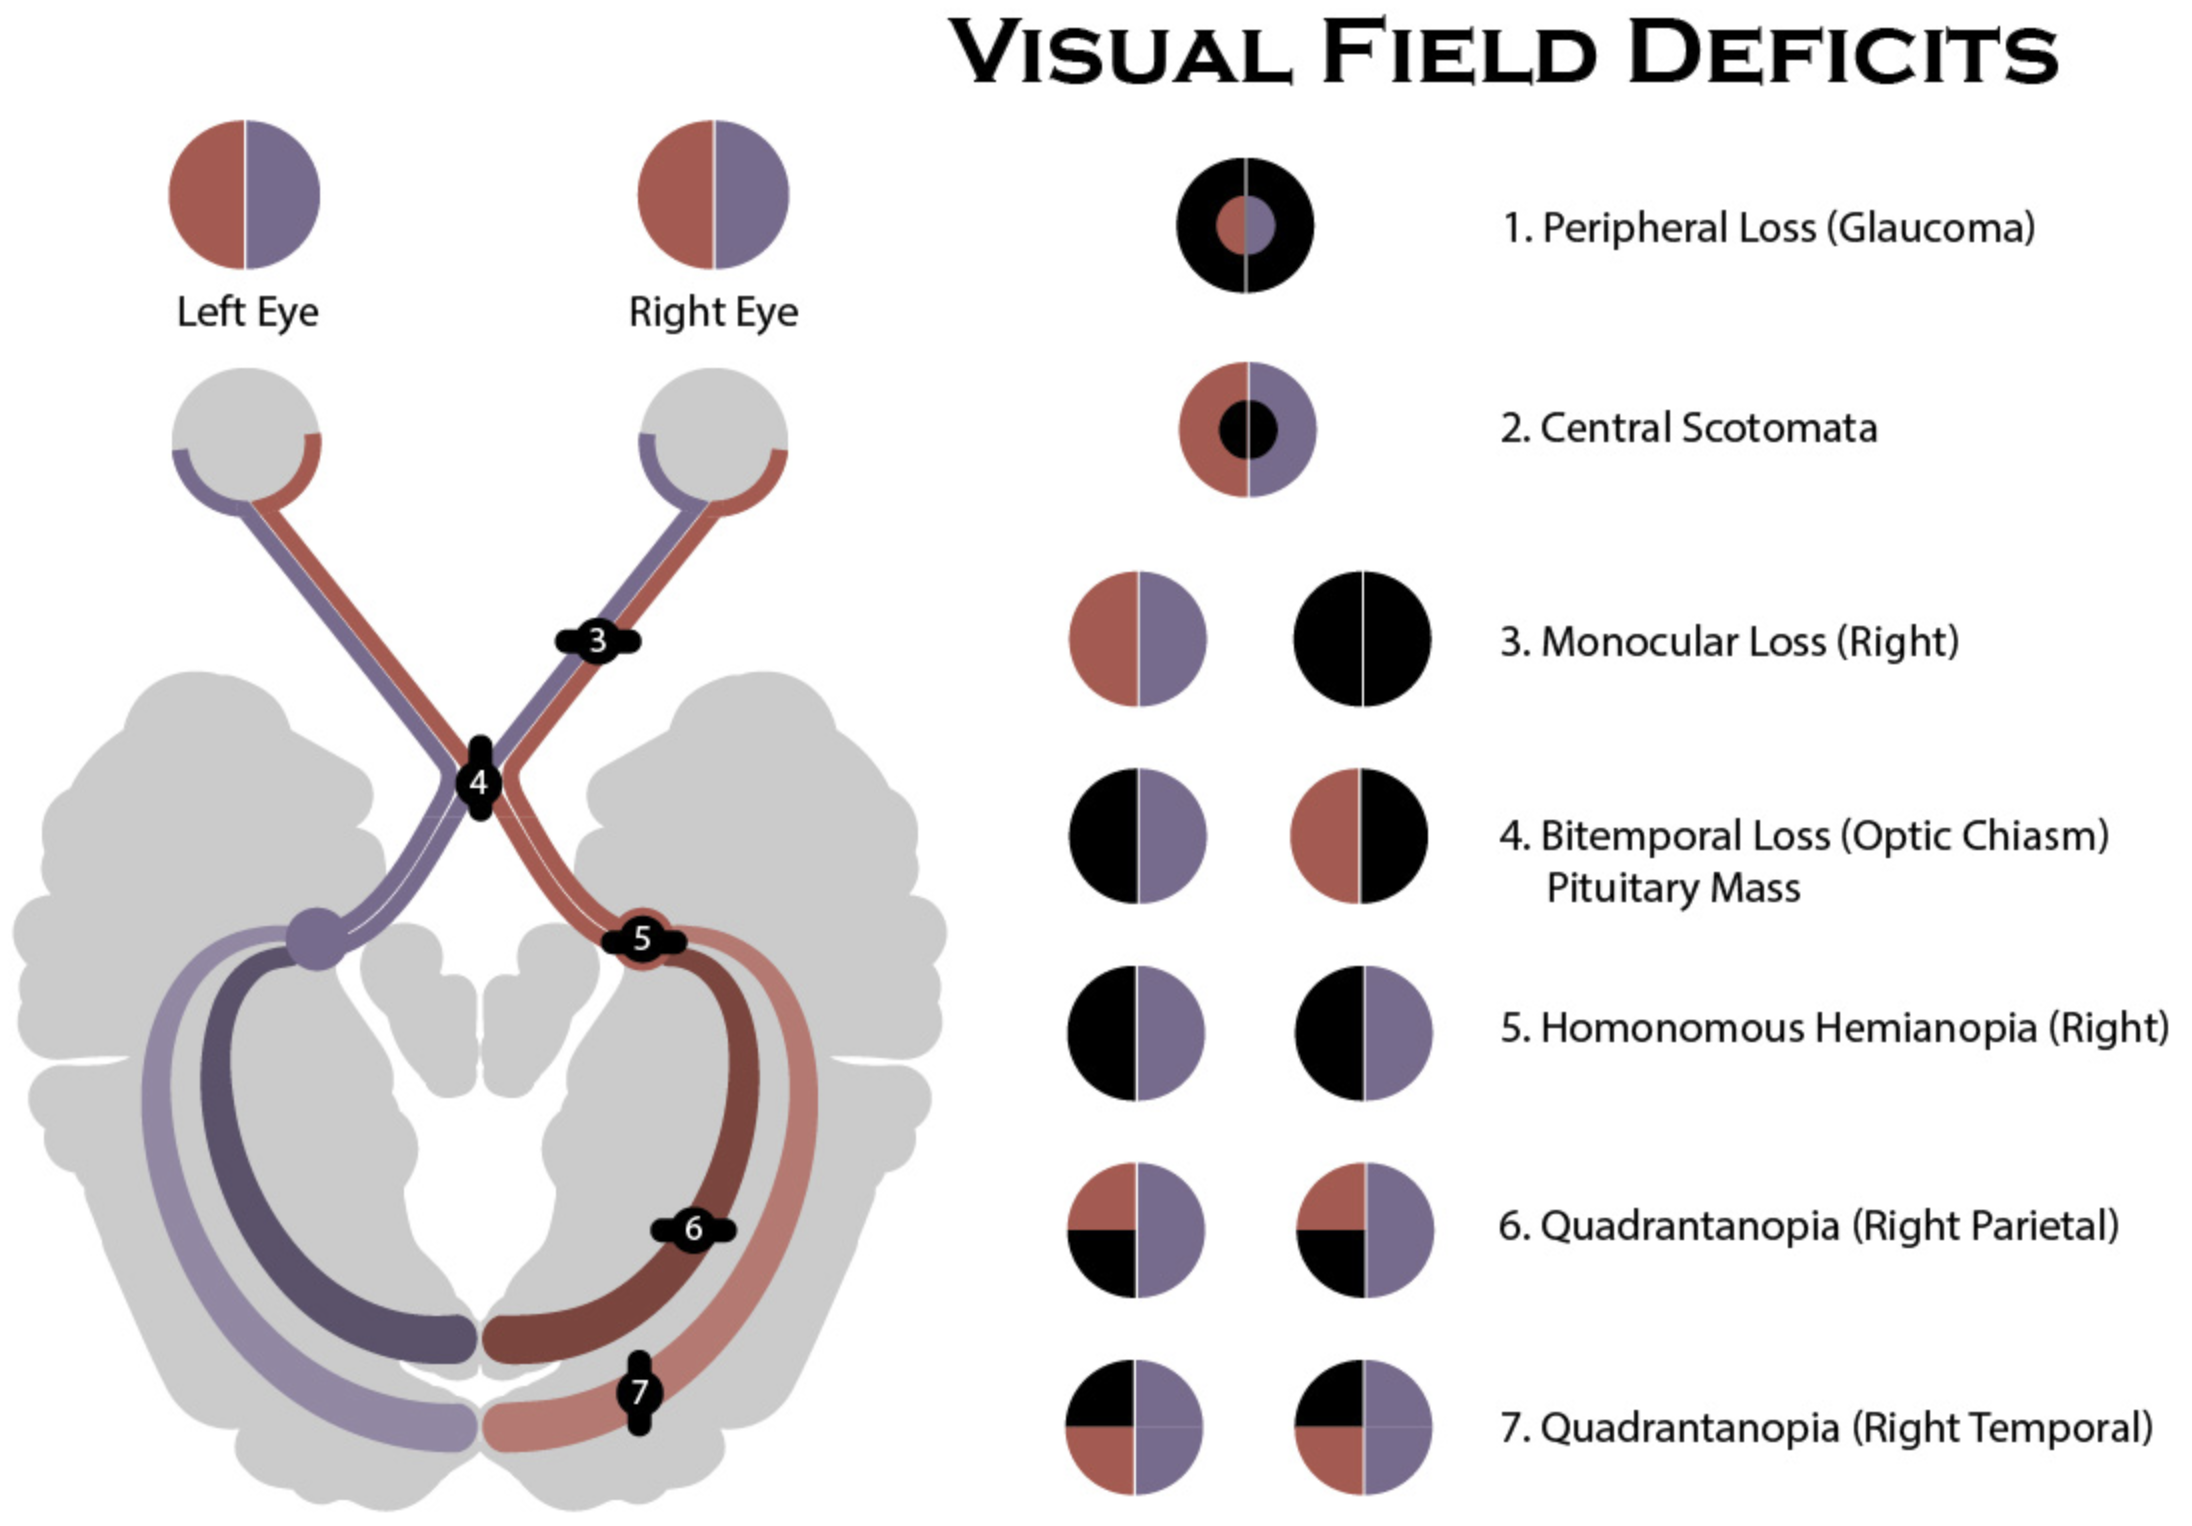 VISUAL FIELD DEFICITS
Left Eye
Right Eye
1. Peripheral Loss (Glaucoma)
2. Central Scotomata
3
3. Monocular Loss (Right)
4
4. Bitemporal Loss (Optic Chiasm)
Pituitary Mass
5
5. Homonomous Hemianopia (Right)
6
6. Quadrantanopia (Right Parietal)
7
7. Quadrantanopia (Right Temporal)